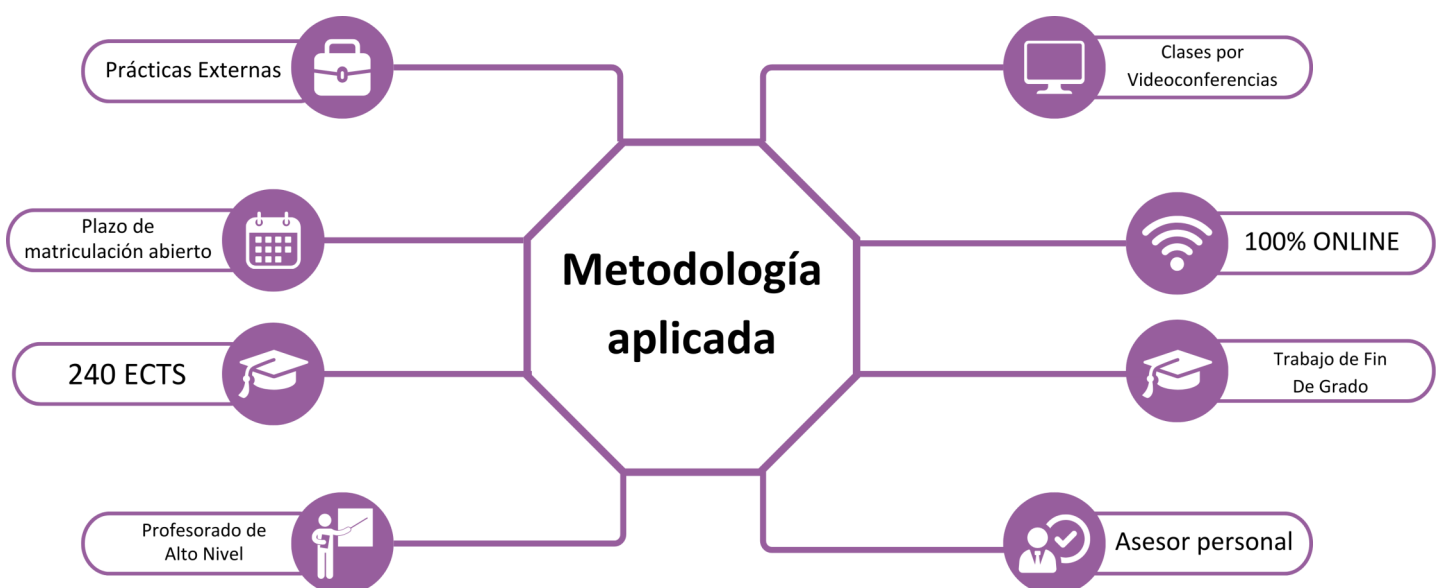 Prácticas Externas
Clases por
Videoconferencias
Plazo de
matriculación abierto
100% ONLINE
Metodología
aplicada
240 ECTS
Trabajo de Fin
De Grado
Profesorado de
Alto Nivel
Asesor personal